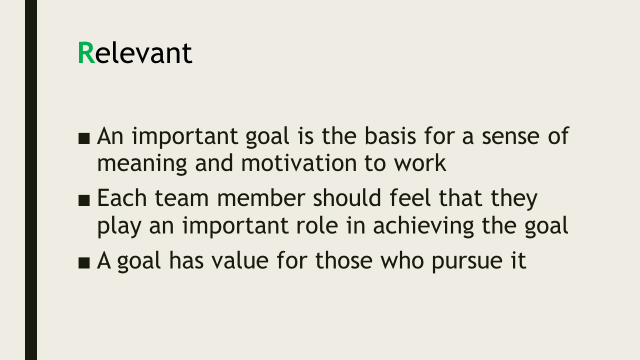 Relevant
■ An important goal is the basis for a sense of
meaning and motivation to work
■ Each team member should feel that they
play an important role in achieving the goal
■ A goal has value for those who pursue it